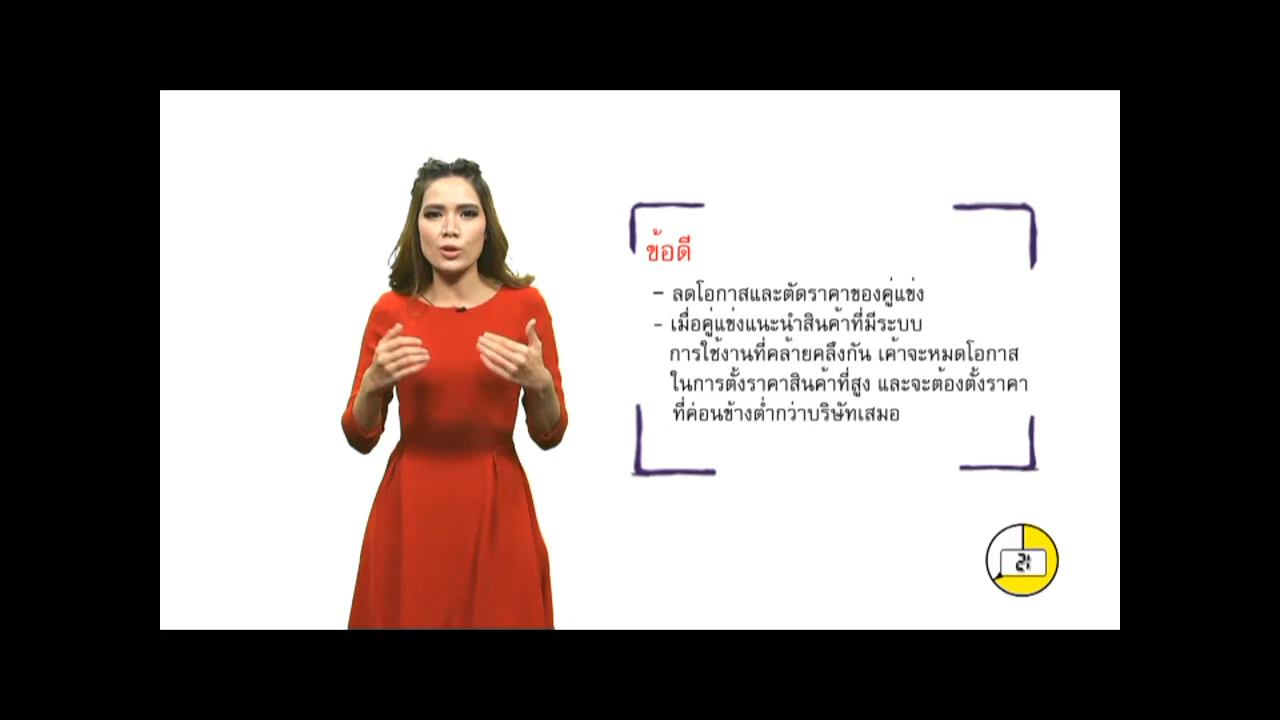 ข้อดี
– ลดโอกาสและตัดราคาของคู่แข่ง
- เมื่อคู่แข่งแนะนำสินค้าที่มีระบบ
การใช้งานที่คล้ายคลึงกัน เค้าจะหมดโอกาส
ในการตั้งราคาสินค้าที่สูง และจะต้องตั้งราคา
ที่ค่อนข้างต่ำกว่าบริษัทเสมอ
21